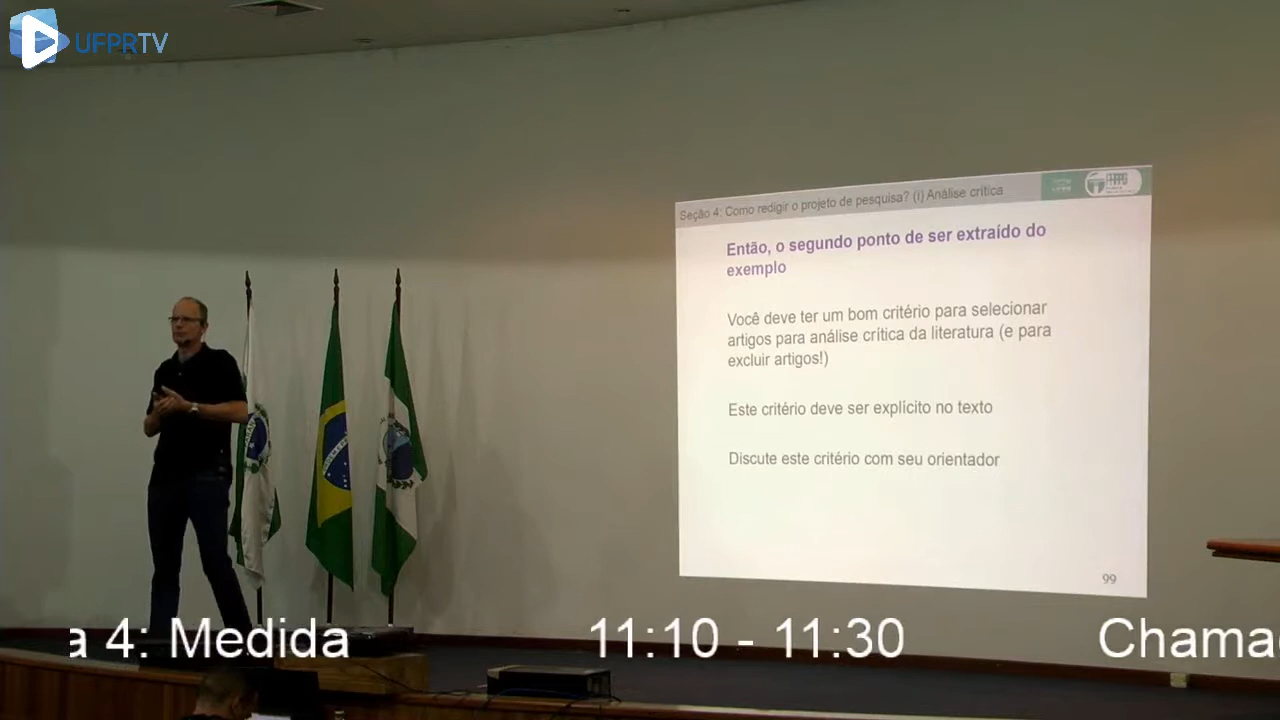 UFPRTV
Seção 4: Como redigir o projeto de pesquisa? (i) Análise crítica
Então, o segundo ponto de ser extraído do
exemplo
Você deve ter um bom critério para selecionar
artigos para análise crítica da literatura (e para
excluir artigos!)
Este critério deve ser explícito no texto
Discute este critério com seu orientador
99
a 4: Medida
11:10 - 11:30
Chama